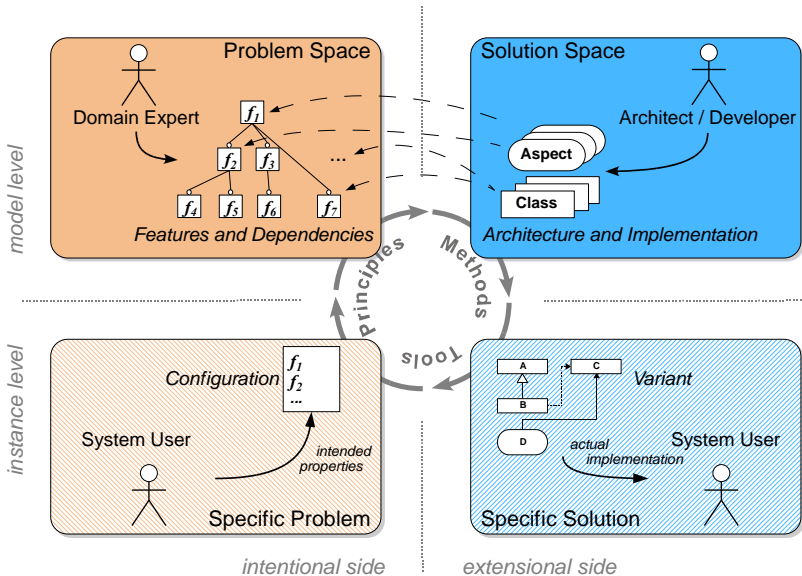 Problem Space
Domain Expert
f1
f2
f3
...
f4
f5
f6
f7
Features and Dependencies
Solution Space
Architect / Developer
Aspect
Class
Architecture and Implementation
model level
Principles
Methods
Tools
instance level
Configuration
f1
f2
...
System User
intended
properties
Specific Problem
A
C
B
D
Variant
actual
implementation
System User
Specific Solution
intentional side
extensional side